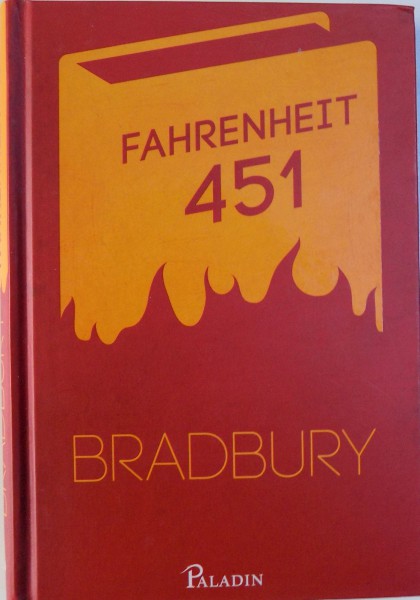 FAHRENHEIT
451
BRADBURY
PALADIN